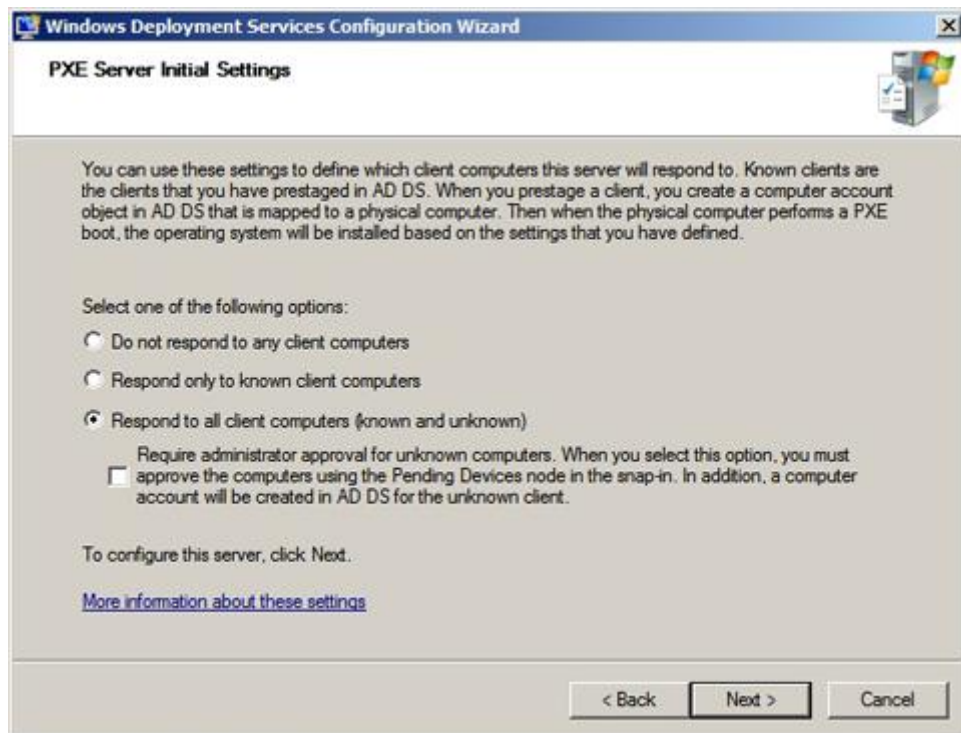 Windows Deployment Services Configuration Wizard
PXE Server Initial Settings
You can use these settings to define which client computers this server will respond to. Known clients are
the clients that you have prestaged in AD DS. When you prestage a client, you create a computer account
object in AD DS that is mapped to a physical computer. Then when the physical computer performs a PXE
boot, the operating system will be installed based on the settings that you have defined.
Select one of the following options:
Do not respond to any client computers
Respond only to known client computers
Respond to all client computers (known and unknown)
Require administrator approval for unknown computers. When you select this option, you must
approve the computers using the Pending Devices node in the snap-in. In addition, a computer
account will be created in AD DS for the unknown client.
To configure this server, click Next.
More information about these settings
< Back Next > Cancel